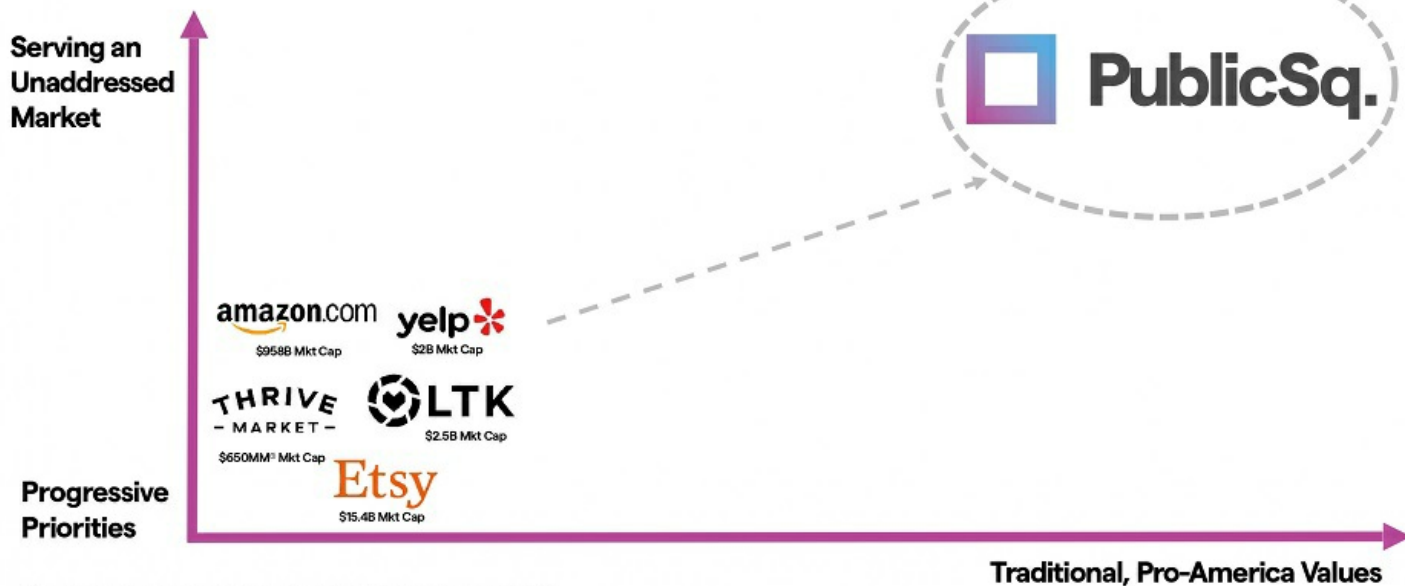 Serving an
Unaddressed
Market
PublicSq.
amazon.com
$958B Mkt Cap
yelp
$2B Mkt Cap
THRIVE
– MARKET –
$650MM³ Mkt Cap
LTK
$2.5B Mkt Cap
Etsy
$15.4B Mkt Cap
Progressive
Priorities
Traditional, Pro-America Values